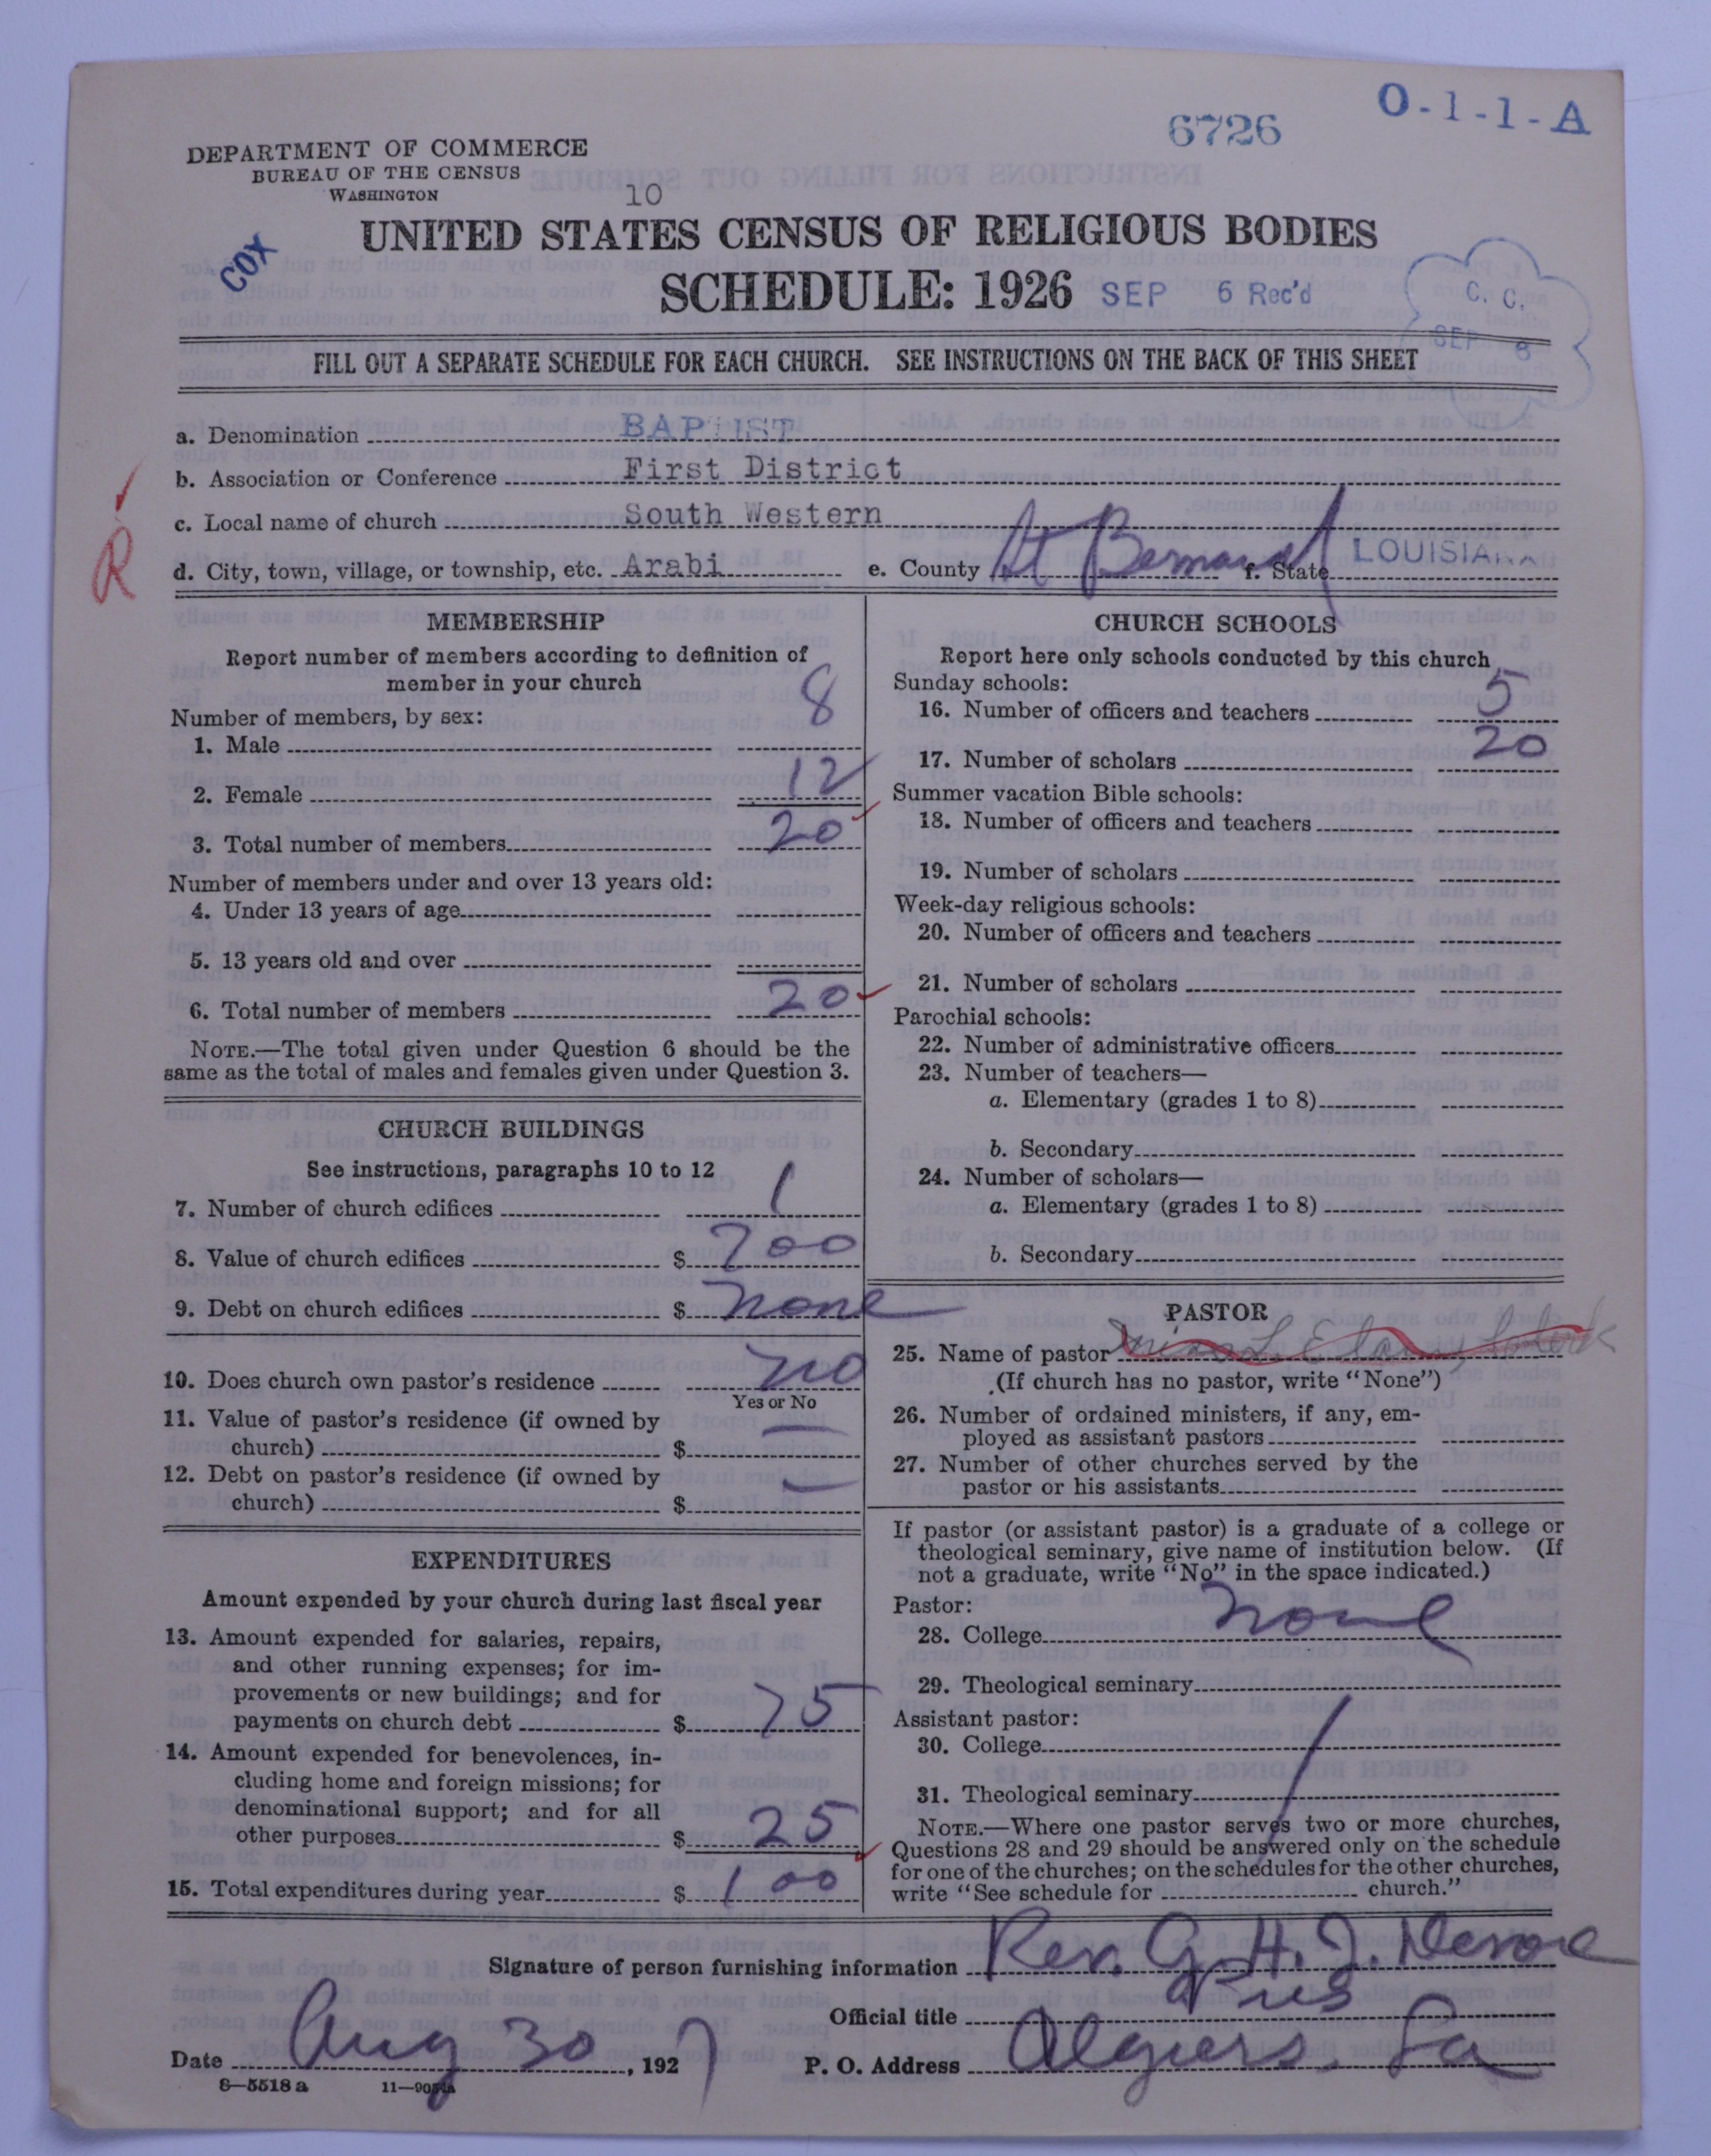 6726
O-1-1-A
DEPARTMENT OF COMMERCE
BUREAU OF THE CENSUS
WASHINGTON
10
COX
UNITED STATES CENSUS OF RELIGIOUS BODIES
SCHEDULE: 1926
SEP 6 Rec'd
C. C.
SEP 6
FILL OUT A SEPARATE SCHEDULE FOR EACH CHURCH. SEE INSTRUCTIONS ON THE BACK OF THIS SHEET
a. Denomination BAPTIST
b. Association or Conference First District
c. Local name of church South Western
R
d. City, town, village, or township, etc. Arabi e. County St Bernard f. State LOUISIANA
MEMBERSHIP
Report number of members according to definition of
member in your church
Number of members, by sex:
1. Male 8
2. Female 12
3. Total number of members 20
Number of members under and over 13 years old:
4. Under 13 years of age
5. 13 years old and over
6. Total number of members 20
NOTE.—The total given under Question 6 should be the
same as the total of males and females given under Question 3.
CHURCH BUILDINGS
See instructions, paragraphs 10 to 12
7. Number of church edifices 1
8. Value of church edifices $ 200
9. Debt on church edifices $ none
10. Does church own pastor's residence no
Yes or No
11. Value of pastor's residence (if owned by
church) $ —
12. Debt on pastor's residence (if owned by
church) $ —
EXPENDITURES
Amount expended by your church during last fiscal year
13. Amount expended for salaries, repairs,
and other running expenses; for im-
provements or new buildings; and for
payments on church debt $ 75
14. Amount expended for benevolences, in-
cluding home and foreign missions; for
denominational support; and for all
other purposes $ 25
15. Total expenditures during year $ 100
CHURCH SCHOOLS
Report here only schools conducted by this church
Sunday schools:
16. Number of officers and teachers 5
17. Number of scholars 20
Summer vacation Bible schools:
18. Number of officers and teachers
19. Number of scholars
Week-day religious schools:
20. Number of officers and teachers
21. Number of scholars
Parochial schools:
22. Number of administrative officers
23. Number of teachers—
a. Elementary (grades 1 to 8)
b. Secondary
24. Number of scholars—
a. Elementary (grades 1 to 8)
b. Secondary
PASTOR
25. Name of pastor
(If church has no pastor, write "None")
26. Number of ordained ministers, if any, em-
ployed as assistant pastors
27. Number of other churches served by the
pastor or his assistants
If pastor (or assistant pastor) is a graduate of a college or
theological seminary, give name of institution below. (If
not a graduate, write "No" in the space indicated.)
Pastor:
28. College none
29. Theological seminary
Assistant pastor:
30. College
31. Theological seminary
NOTE.—Where one pastor serves two or more churches,
Questions 28 and 29 should be answered only on the schedule
for one of the churches; on the schedules for the other churches,
write "See schedule for church."
Signature of person furnishing information Rev. G. H. J. Devore
Official title Pres
Date Aug 30, 1927 P. O. Address Algiers, La
8—5518 a 11—9051a